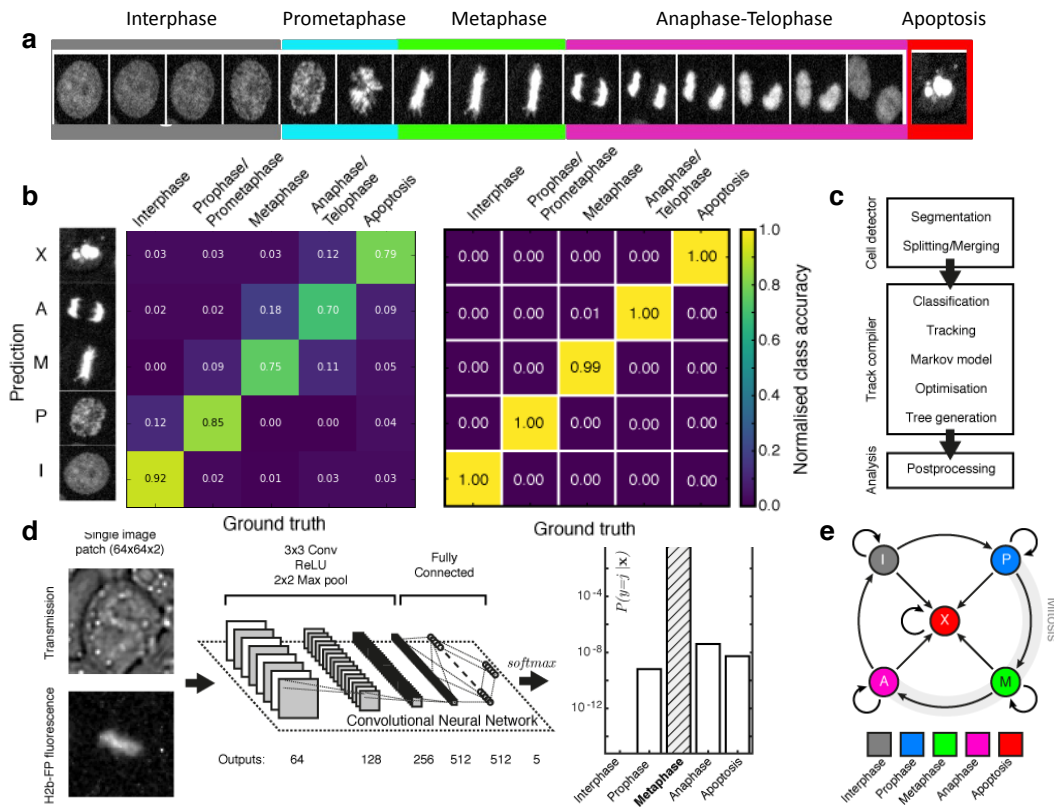 Interphase Prometaphase Metaphase Anaphase-Telophase Apoptosis
a
b
Interphase
Prophase/
Prometaphase
Metaphase
Anaphase/
Telophase
Apoptosis
Prediction
X
A
M
P
I
0.03 0.03 0.03 0.12 0.79
0.02 0.02 0.18 0.70 0.09
0.00 0.09 0.75 0.11 0.05
0.12 0.85 0.00 0.00 0.04
0.92 0.02 0.01 0.03 0.03
Ground truth
Interphase
Prophase/
Prometaphase
Metaphase
Anaphase/
Telophase
Apoptosis
0.00 0.00 0.00 0.00 1.00
0.00 0.00 0.01 1.00 0.00
0.00 0.00 0.99 0.00 0.00
0.00 1.00 0.00 0.00 0.00
1.00 0.00 0.00 0.00 0.00
Ground truth
1.0
0.8
0.6
0.4
0.2
0.0
Normalised class accuracy
c
Cell detector
Segmentation
Splitting/Merging
Track compiler
Classification
Tracking
Markov model
Optimisation
Tree generation
Analysis
Postprocessing
d
Single image
patch (64x64x2)
Transmission
H2b-FP fluorescence
3x3 Conv
ReLU
2x2 Max pool
Fully
Connected
Convolutional Neural Network
Outputs: 64 128 256 512 512 5
softmax
P(y=j |x)
10-4
10-8
10-12
Interphase
Prophase
Metaphase
Anaphase
Apoptosis
e
I
P
X
A
M
Mitosis
Interphase
Prophase
Metaphase
Anaphase
Apoptosis